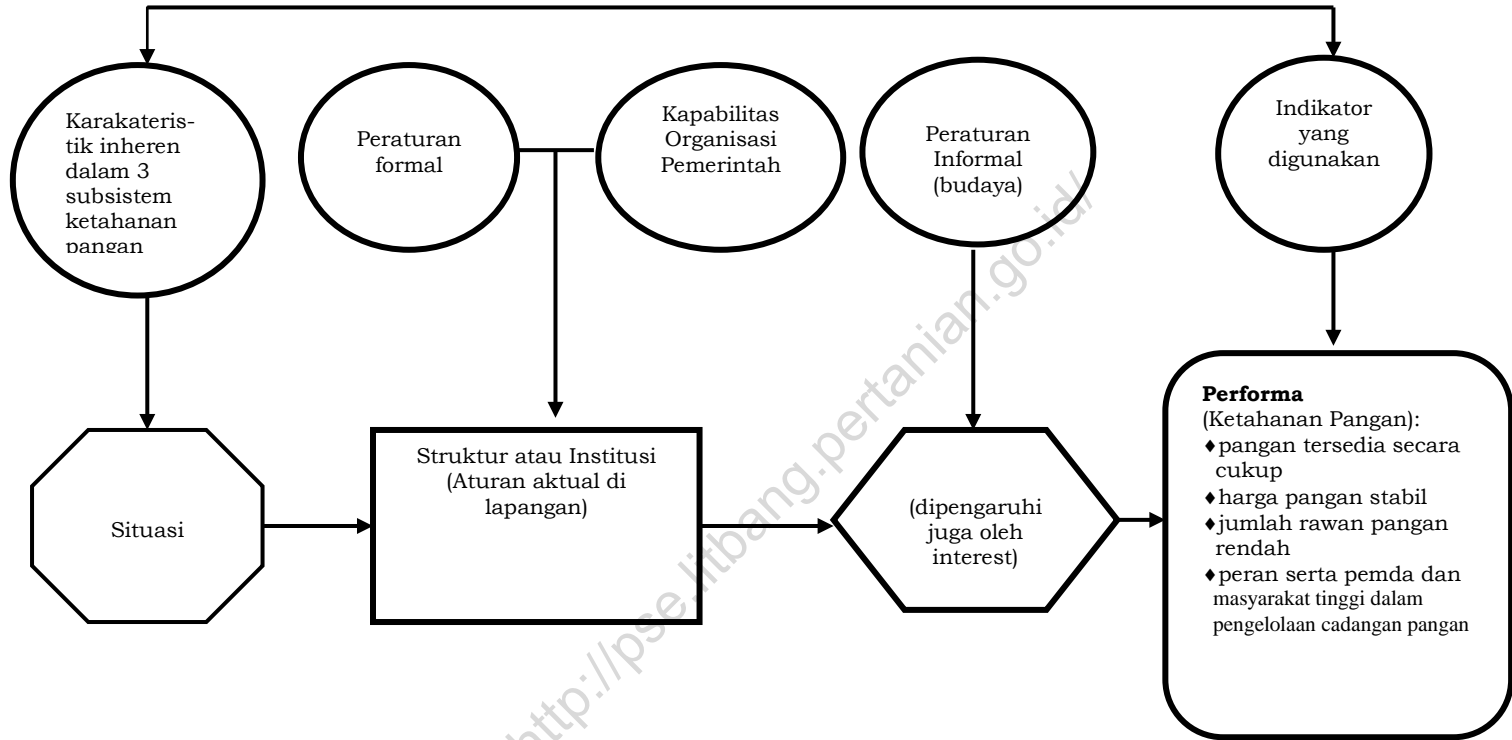 Karakateris-
tik inheren
dalam 3
subsistem
ketahanan
pangan
Peraturan
formal
Kapabilitas
Organisasi
Pemerintah
Peraturan
Informal
(budaya)
Indikator
yang
digunakan
Situasi
Struktur atau Institusi
(Aturan aktual di
lapangan)
(dipengaruhi
juga oleh
interest)
Performa
(Ketahanan Pangan):
♦pangan tersedia secara
cukup
♦harga pangan stabil
♦jumlah rawan pangan
rendah
♦peran serta pemda dan
masyarakat tinggi dalam
pengelolaan cadangan pangan
http://pse.litbang.pertanian.go.id/